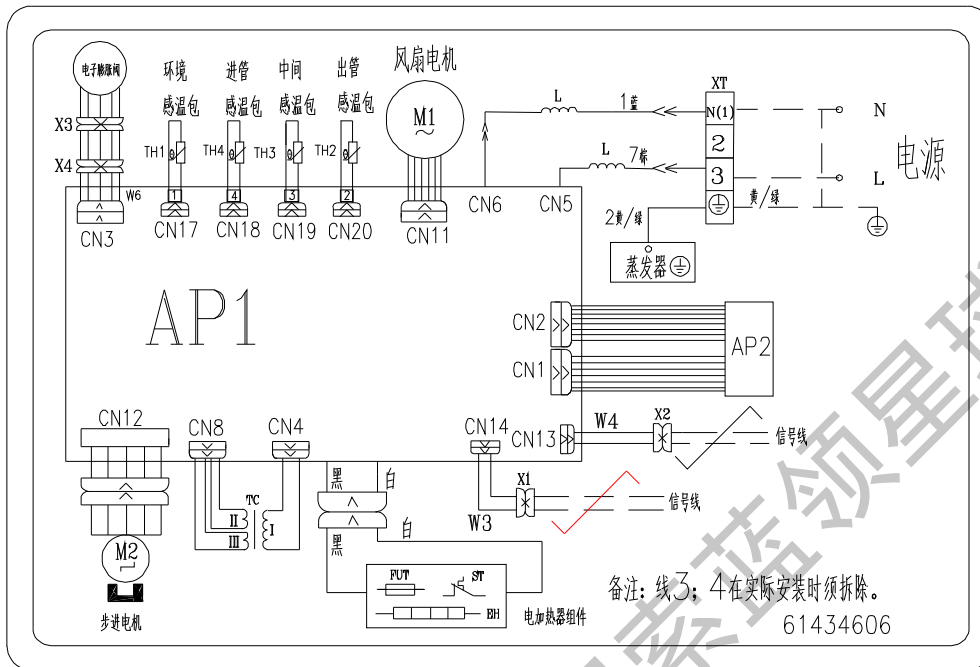 电子膨胀阀
环境
感温包
进管
感温包
中间
感温包
出管
感温包
风扇电机
M1
~
X3
X4
W6
TH1
θ
TH4
θ
TH3
θ
TH2
θ
1
4
3
2
CN3
CN17
CN18
CN19
CN20
CN11
CN6
CN5
L
1蓝
L
7棕
XT
N(1)
2
3
N
L
电源
黄/绿
2黄/绿
蒸发器
AP1
CN2
CN1
AP2
CN12
CN8
CN4
CN14
CN13
W4
X2
信号线
X1
信号线
W3
M2
步进电机
TC
II
III
I
黑
白
黑
白
FUT
ST
EH
电加热器组件
备注：线3；4在实际安装时须拆除。
61434606
索蓝领星球